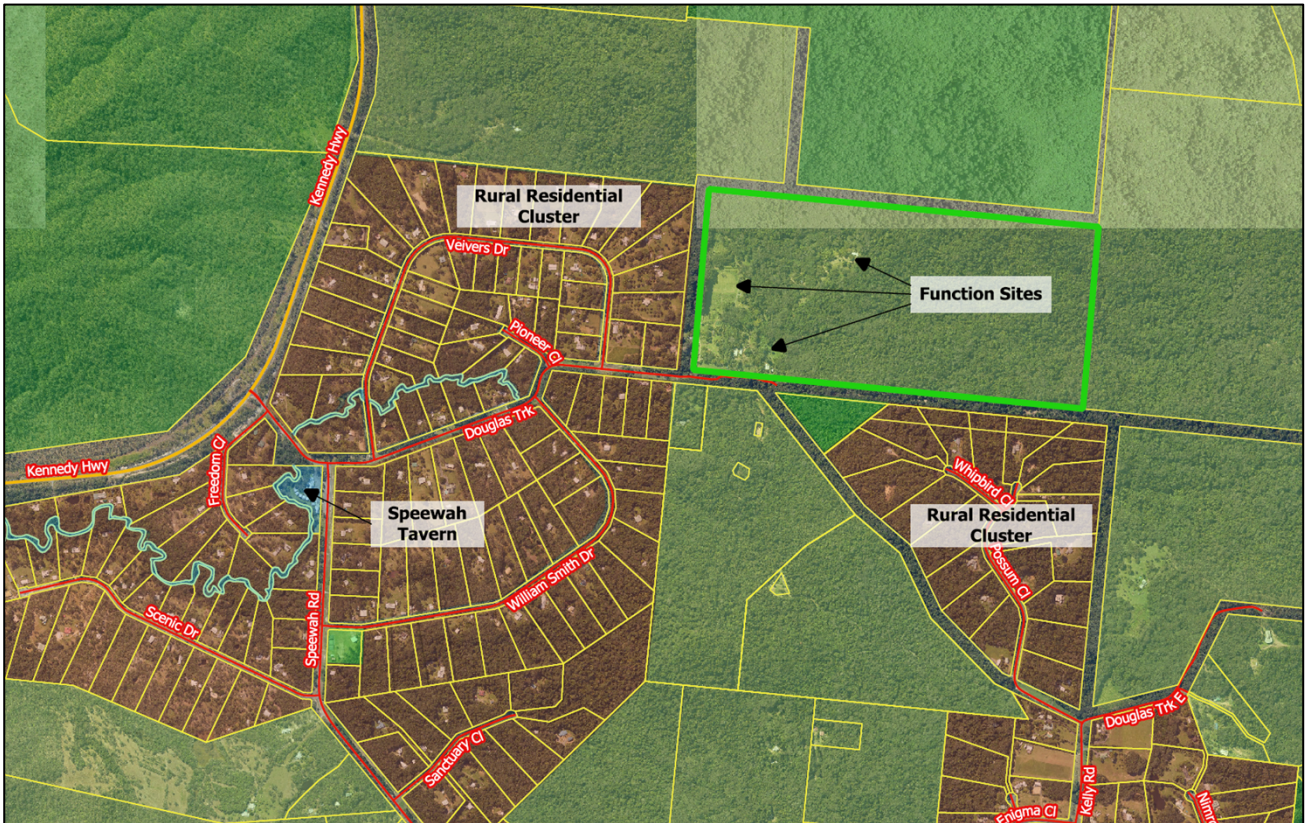 Kennedy Hwy
Rural Residential
Cluster
Veivers Dr
Function Sites
Pioneer Cl
Douglas Trk
Kennedy Hwy
Freedom Cl
Speewah
Tavern
Whipbird Cl
Rural Residential
Cluster
Possum Cl
William Smith Dr
Scenic Dr
Speewah Rd
Sanctuary Cl
Douglas Trk E
Kelly Rd
Enigma Cl
Nimro